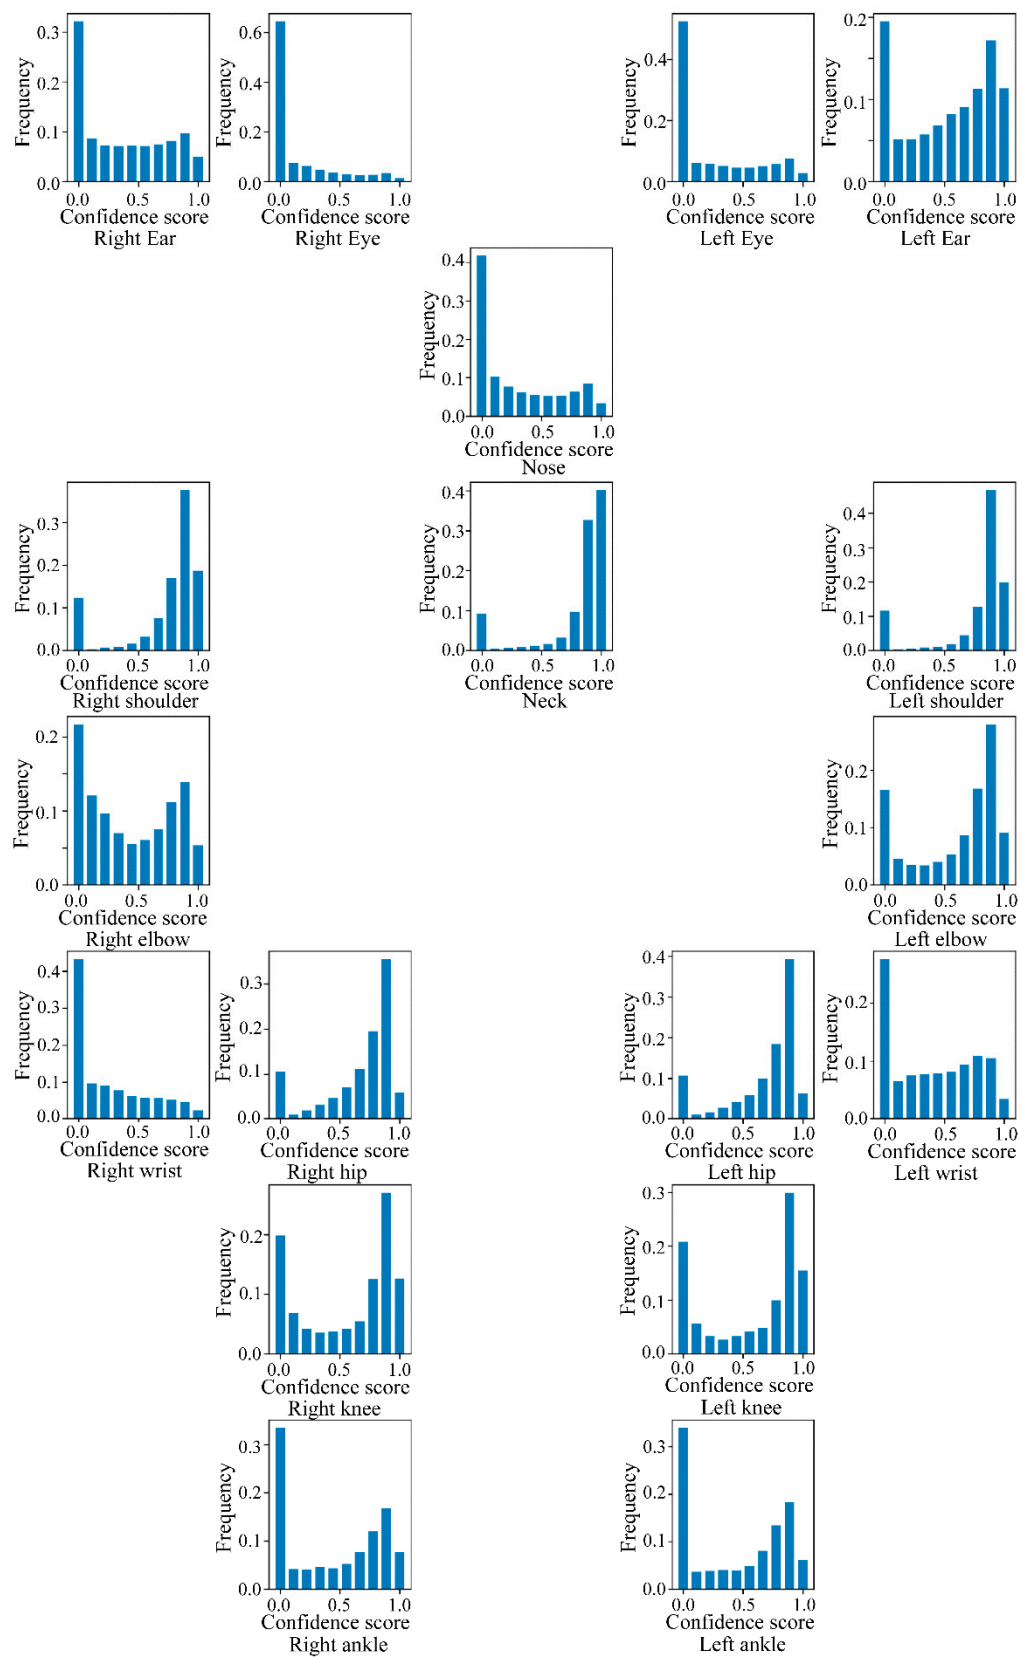 Frequency
0.3
0.2
0.1
0.0
0.0 0.5 1.0
Confidence score
Right Ear
Frequency
0.6
0.4
0.2
0.0
0.0 0.5 1.0
Confidence score
Right Eye
Frequency
0.4
0.2
0.0
0.0 0.5 1.0
Confidence score
Left Eye
Frequency
0.2
0.1
0.0
0.0 0.5 1.0
Confidence score
Left Ear
Frequency
0.4
0.3
0.2
0.1
0.0
0.0 0.5 1.0
Confidence score
Nose
Frequency
0.3
0.2
0.1
0.0
0.0 0.5 1.0
Confidence score
Right shoulder
Frequency
0.4
0.3
0.2
0.1
0.0
0.0 0.5 1.0
Confidence score
Neck
Frequency
0.4
0.3
0.2
0.1
0.0
0.0 0.5 1.0
Confidence score
Left shoulder
Frequency
0.2
0.1
0.0
0.0 0.5 1.0
Confidence score
Right elbow
Frequency
0.2
0.1
0.0
0.0 0.5 1.0
Confidence score
Left elbow
Frequency
0.4
0.3
0.2
0.1
0.0
0.0 0.5 1.0
Confidence score
Right wrist
Frequency
0.3
0.2
0.1
0.0
0.0 0.5 1.0
Confidence score
Right hip
Frequency
0.4
0.3
0.2
0.1
0.0
0.0 0.5 1.0
Confidence score
Left hip
Frequency
0.2
0.1
0.0
0.0 0.5 1.0
Confidence score
Left wrist
Frequency
0.2
0.1
0.0
0.0 0.5 1.0
Confidence score
Right knee
Frequency
0.3
0.2
0.1
0.0
0.0 0.5 1.0
Confidence score
Left knee
Frequency
0.3
0.2
0.1
0.0
0.0 0.5 1.0
Confidence score
Right ankle
Frequency
0.3
0.2
0.1
0.0
0.0 0.5 1.0
Confidence score
Left ankle